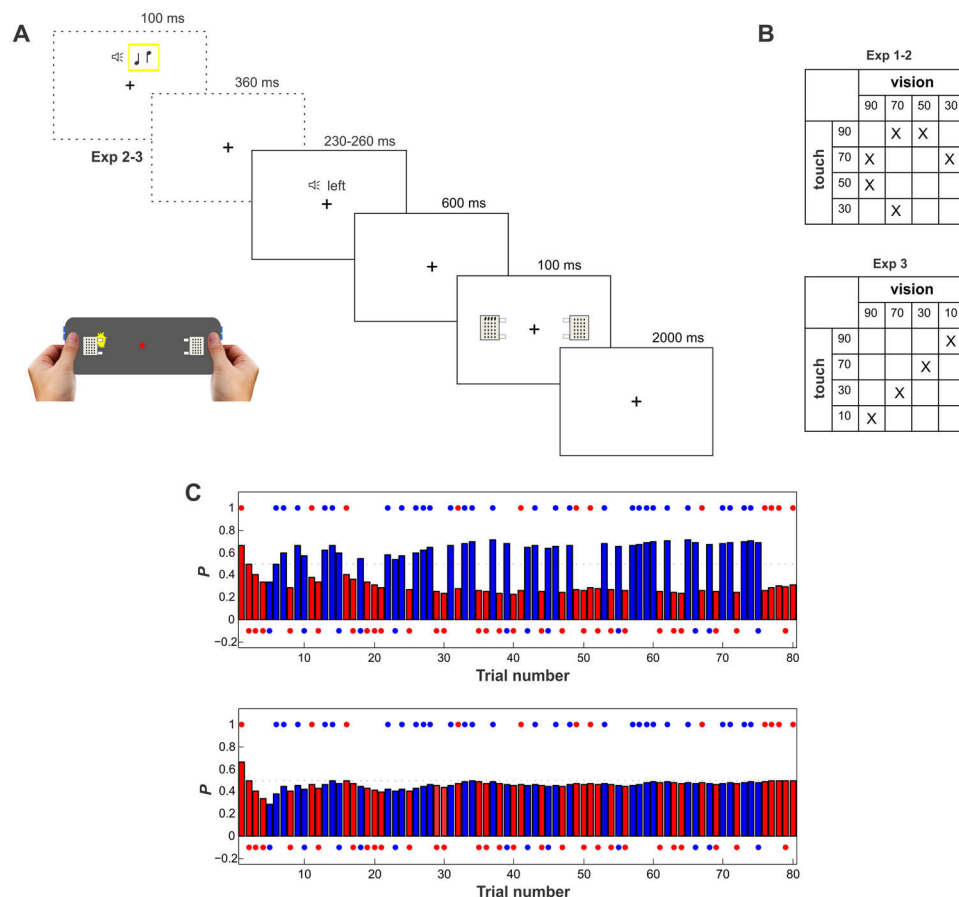 A
100 ms
360 ms
Exp 2-3
230-260 ms
left
600 ms
100 ms
2000 ms
B
Exp 1-2
vision
90 70 50 30
touch
90 X X
70 X X
50 X
30 X
Exp 3
vision
90 70 30 10
touch
90 X
70 X
30 X
10 X
C
P
1
0.8
0.6
0.4
0.2
0
−0.2
10 20 30 40 50 60 70 80
Trial number
P
1
0.8
0.6
0.4
0.2
0
−0.2
10 20 30 40 50 60 70 80
Trial number